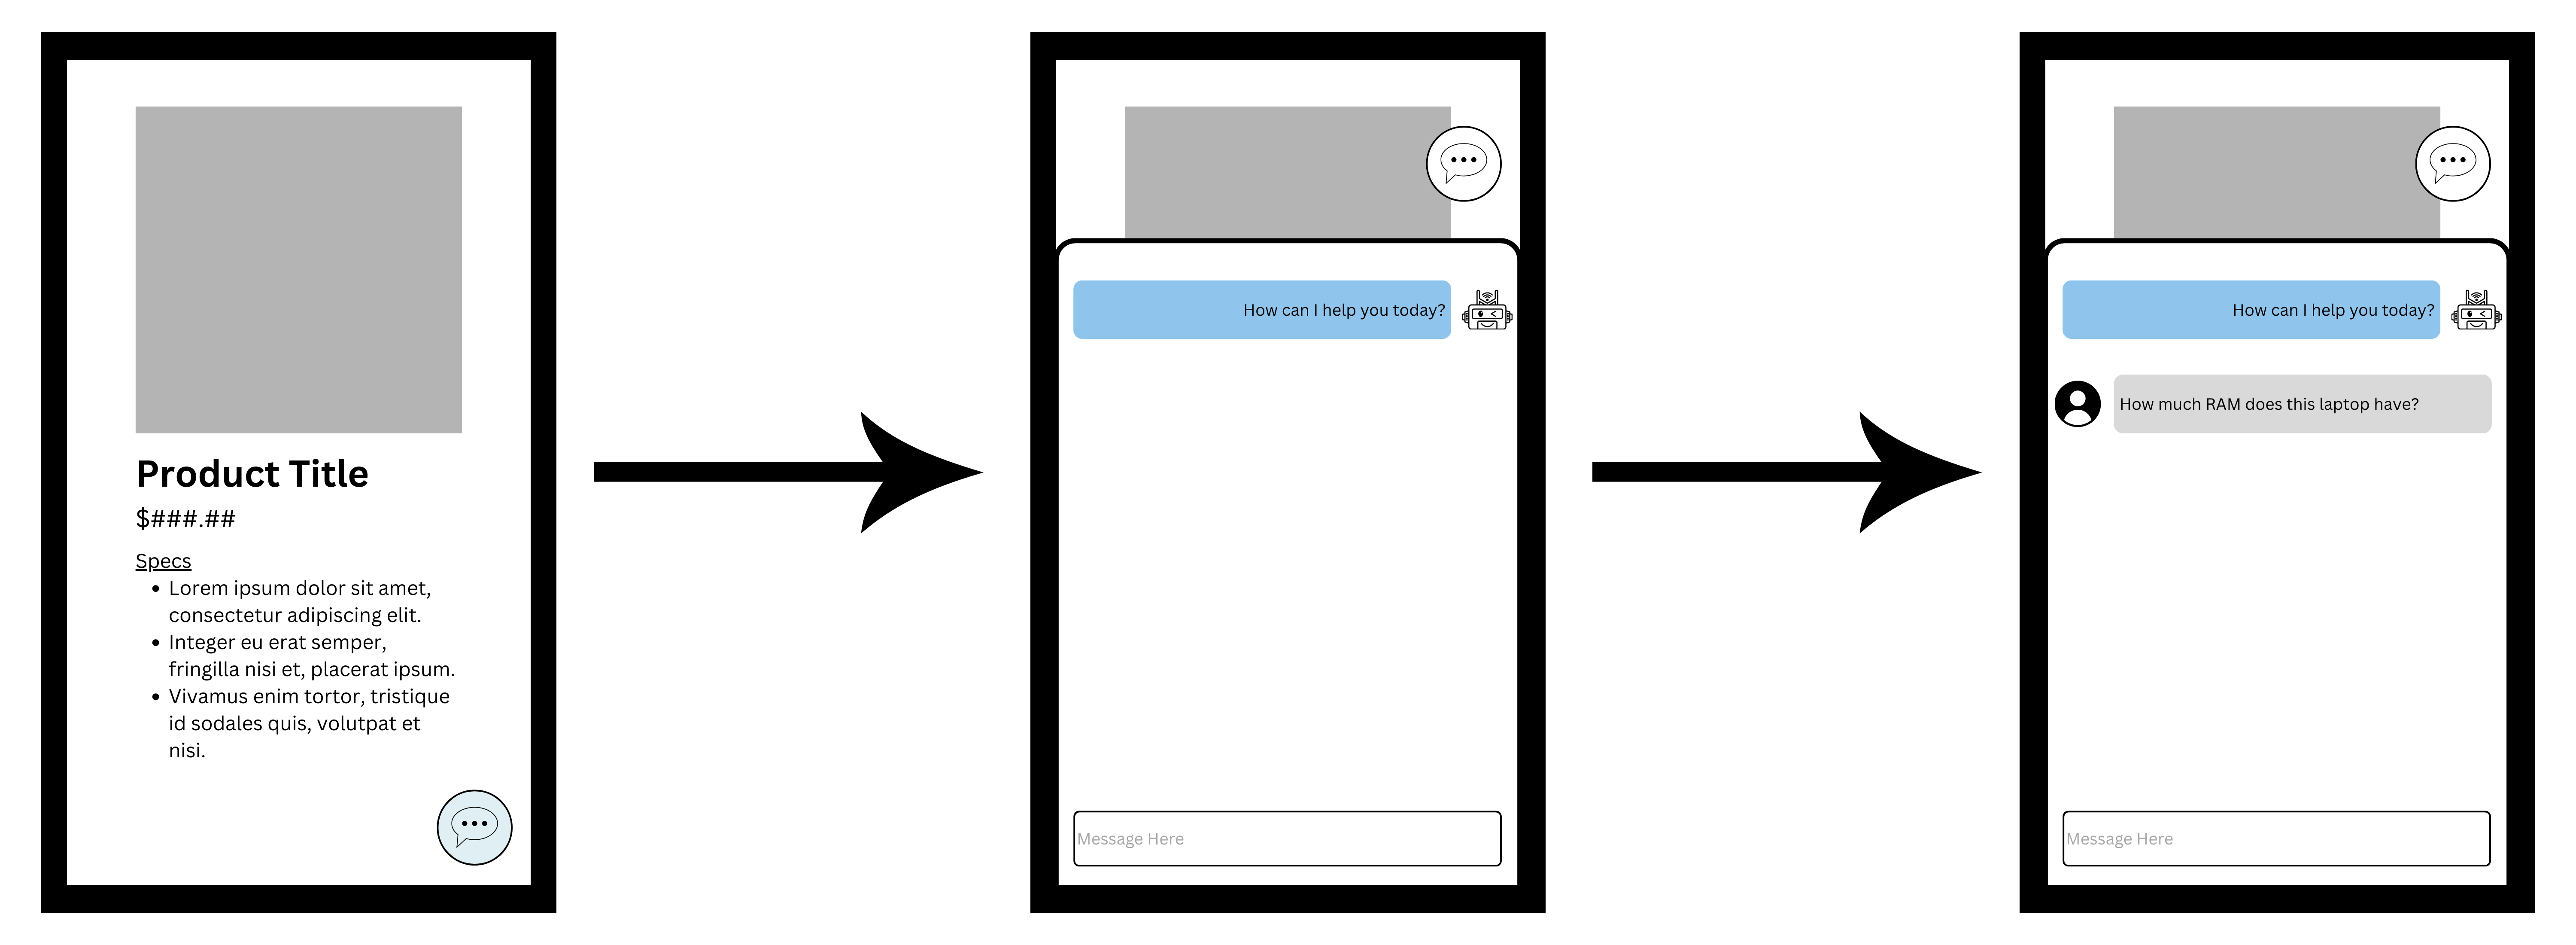 Product Title
$###.##
Specs
Lorem ipsum dolor sit amet,
consectetur adipiscing elit.
Integer eu erat semper,
fringilla nisi et, placerat ipsum.
Vivamus enim tortor, tristique
id sodales quis, volutpat et
nisi.
How can I help you today?
Message Here
How can I help you today?
How much RAM does this laptop have?
Message Here